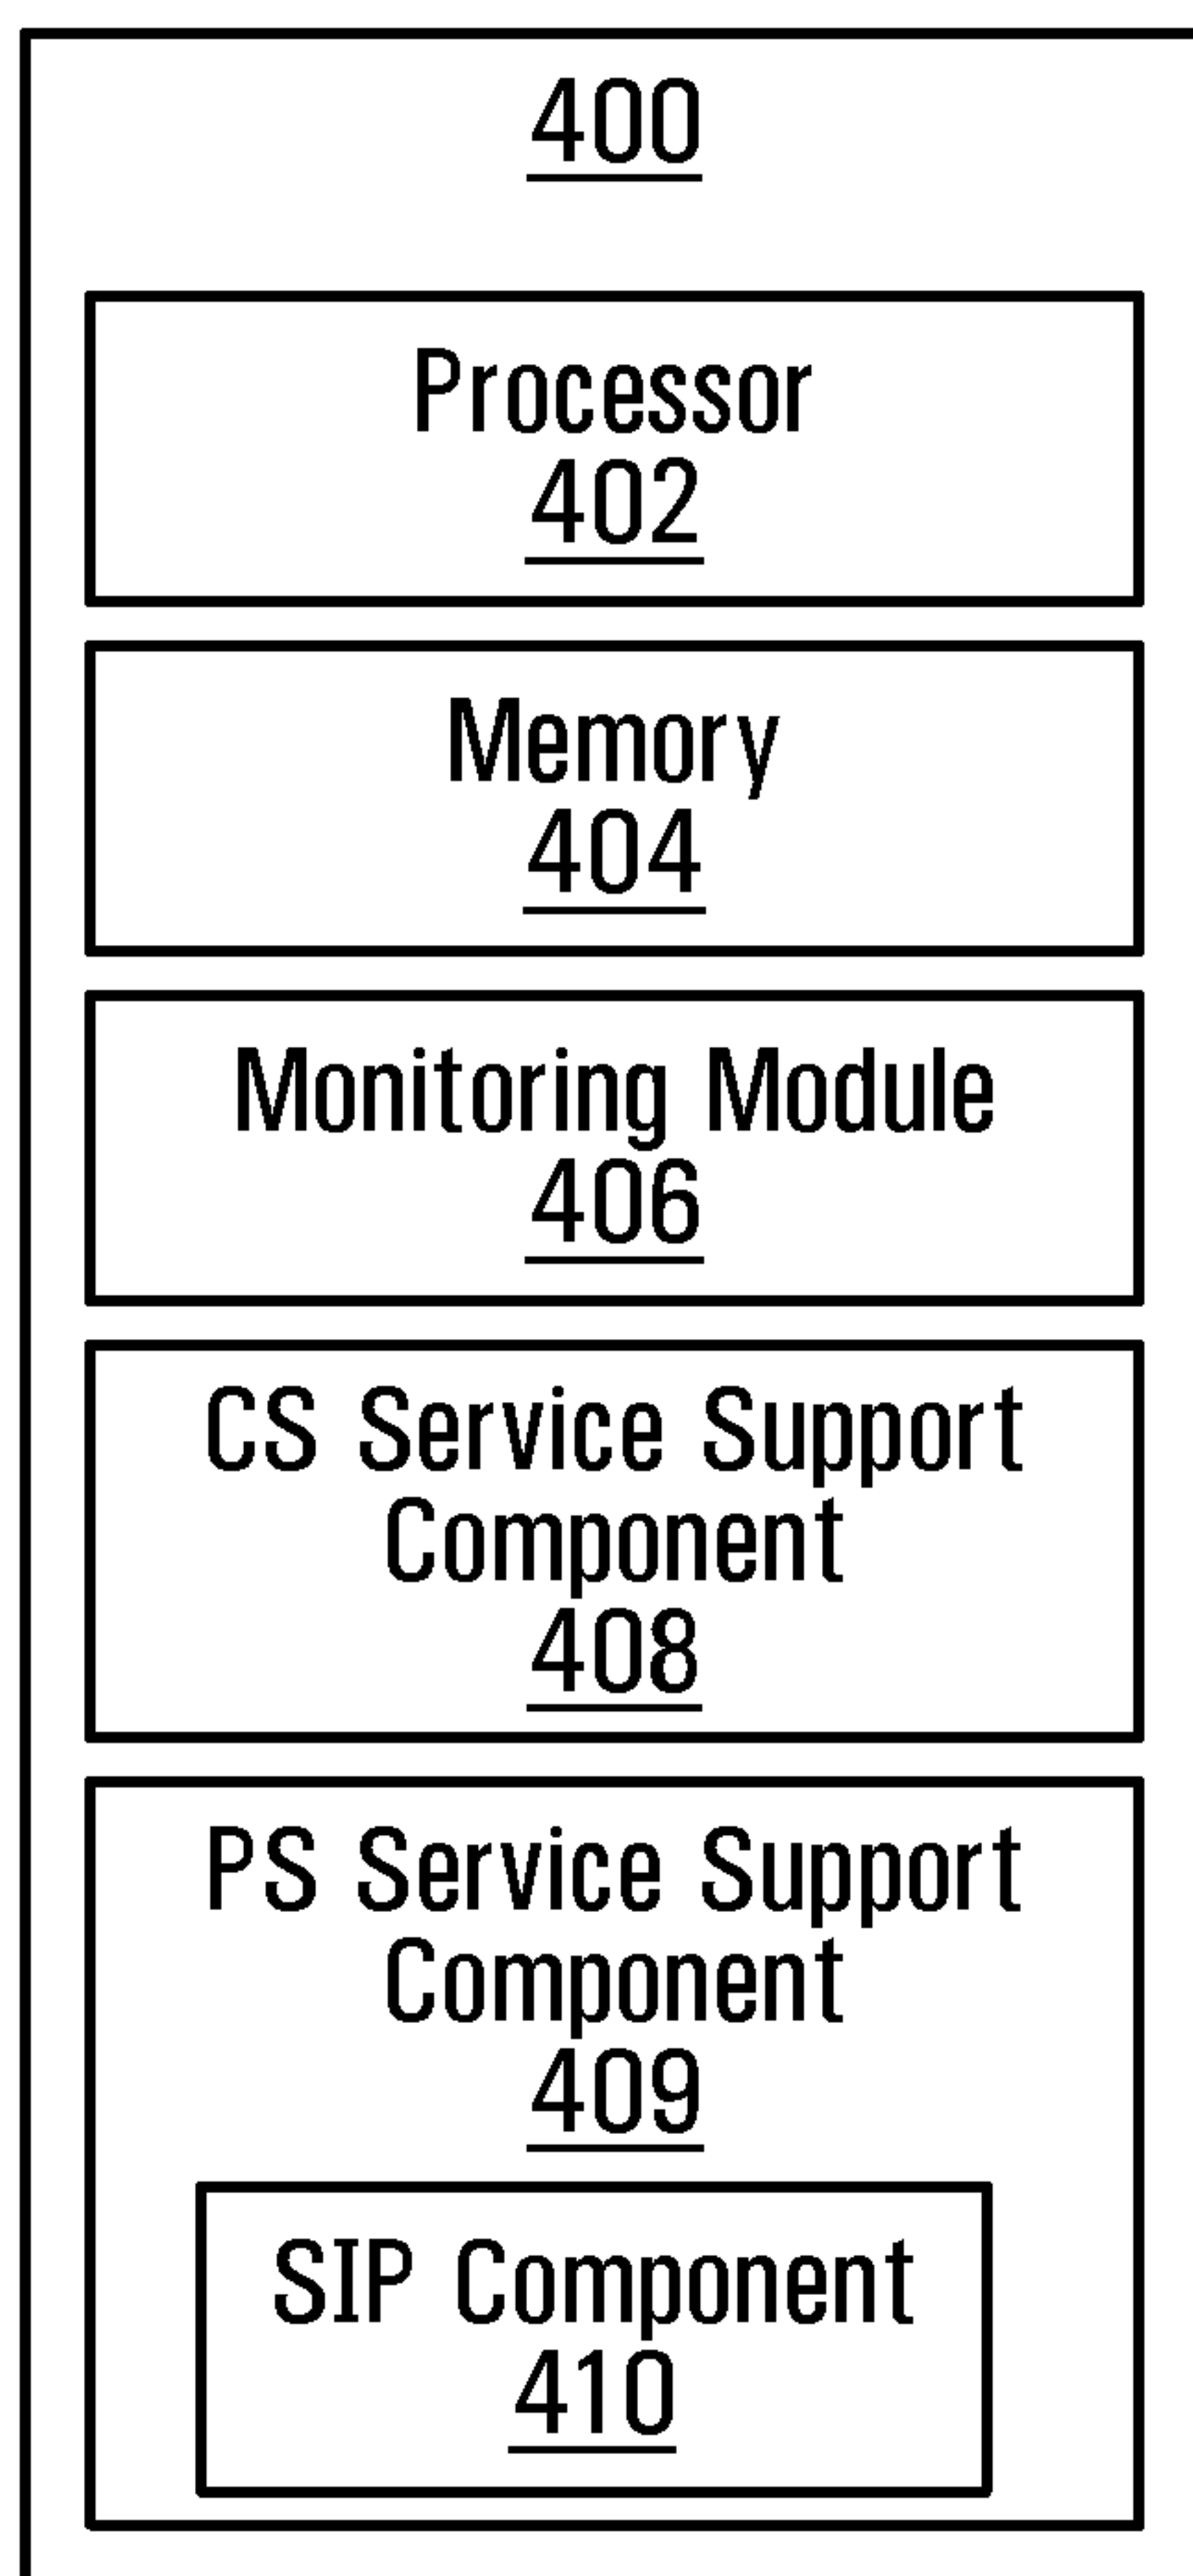 400
Processor
402
Memory
404
Monitoring Module
406
CS Service Support
Component
408
PS Service Support
Component
409
SIP Component
410